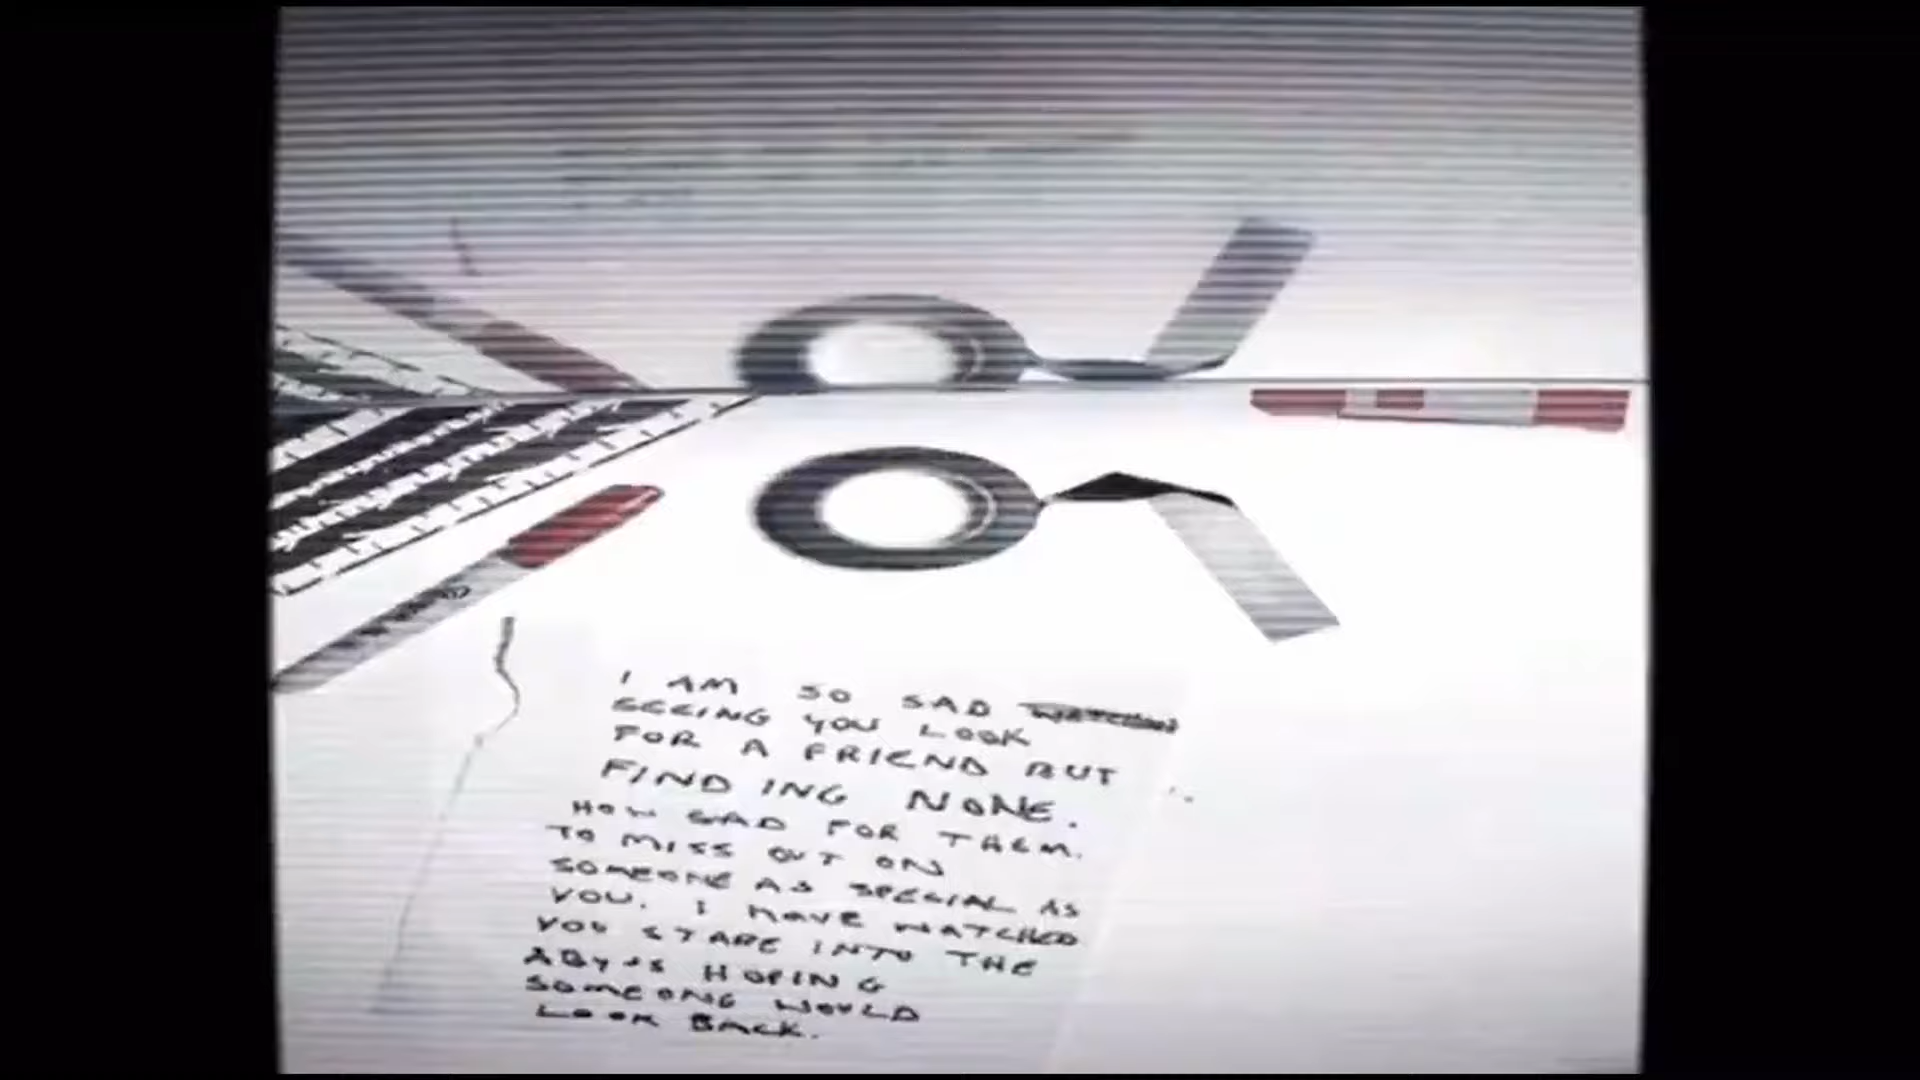 I AM SO SAD
SEEING YOU LOOK
FOR A FRIEND BUT
FINDING NONE.
HOW SAD FOR THEM.
TO MISS OUT ON
SOMEONE AS SPECIAL AS
YOU. I HAVE WATCHED
YOU STARE INTO THE
ABYSS HOPING
SOMEONE WOULD
LOOK BACK.